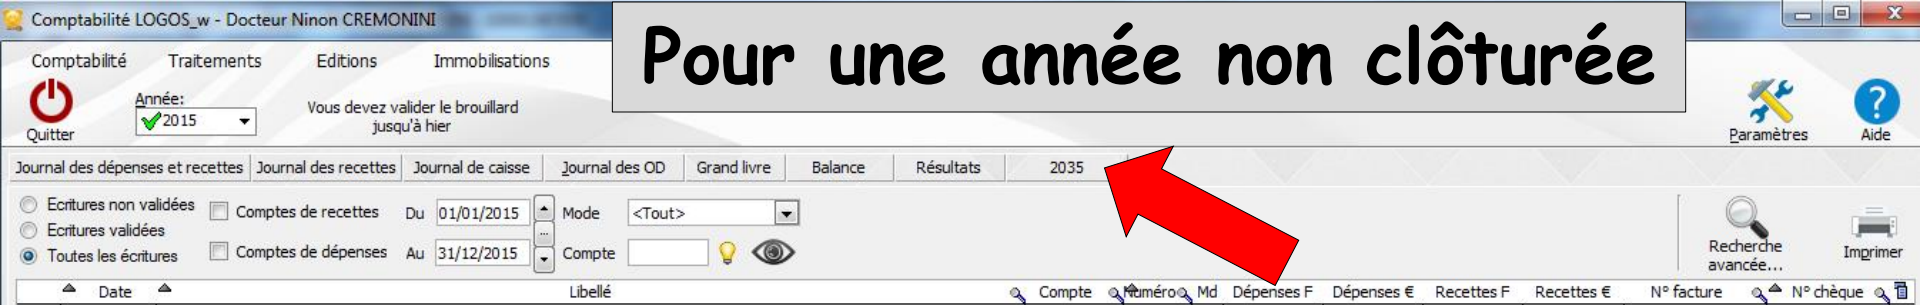 Comptabilité LOGOS_w - Docteur Ninon CREMONINI
Pour une année non clôturée
Comptabilité Traitements Editions Immobilisations
Quitter
Année:
2015
Vous devez valider le brouillard
jusqu'à hier
Paramètres
Aide
Journal des dépenses et recettes Journal des recettes Journal de caisse Journal des OD Grand livre Balance Résultats 2035
Ecritures non validées
Ecritures validées
Toutes les écritures
Comptes de recettes
Comptes de dépenses
Du 01/01/2015
Au 31/12/2015
...
Mode <Tout>
Compte
Recherche
avancée...
Imprimer
Date Libellé Compte Numéro Md Dépenses F Dépenses € Recettes F Recettes € N° facture N° chèque